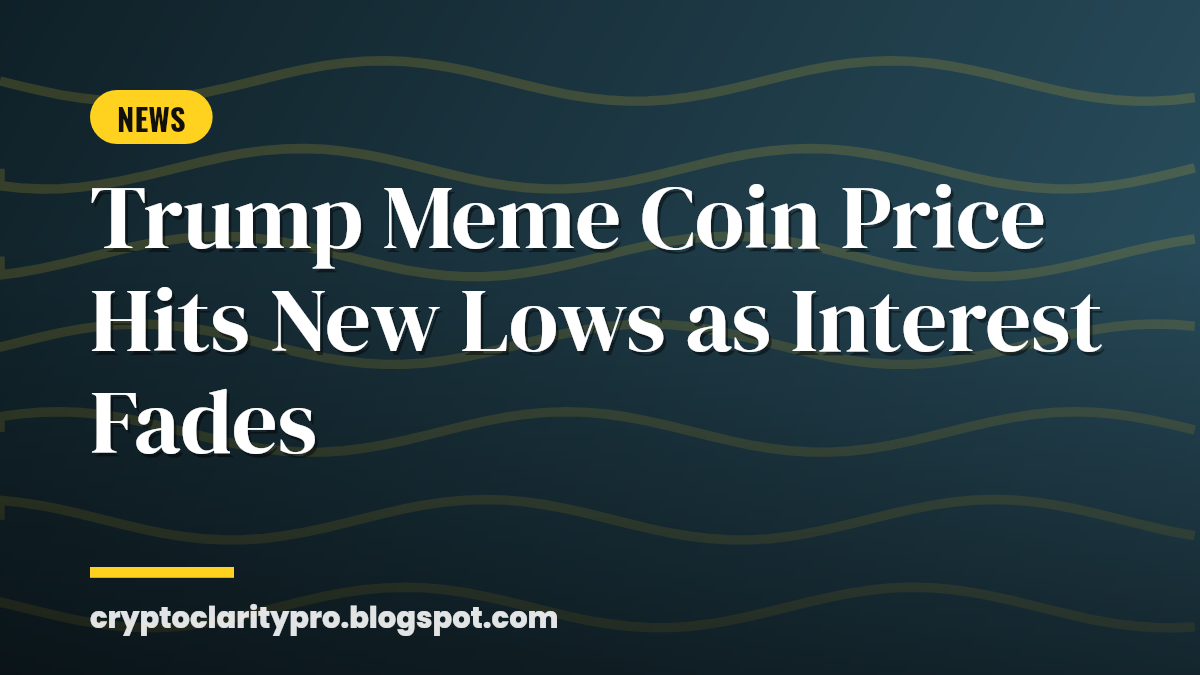 NEWS
Trump Meme Coin Price
Hits New Lows as Interest
Fades
cryptoclaritypro.blogspot.com